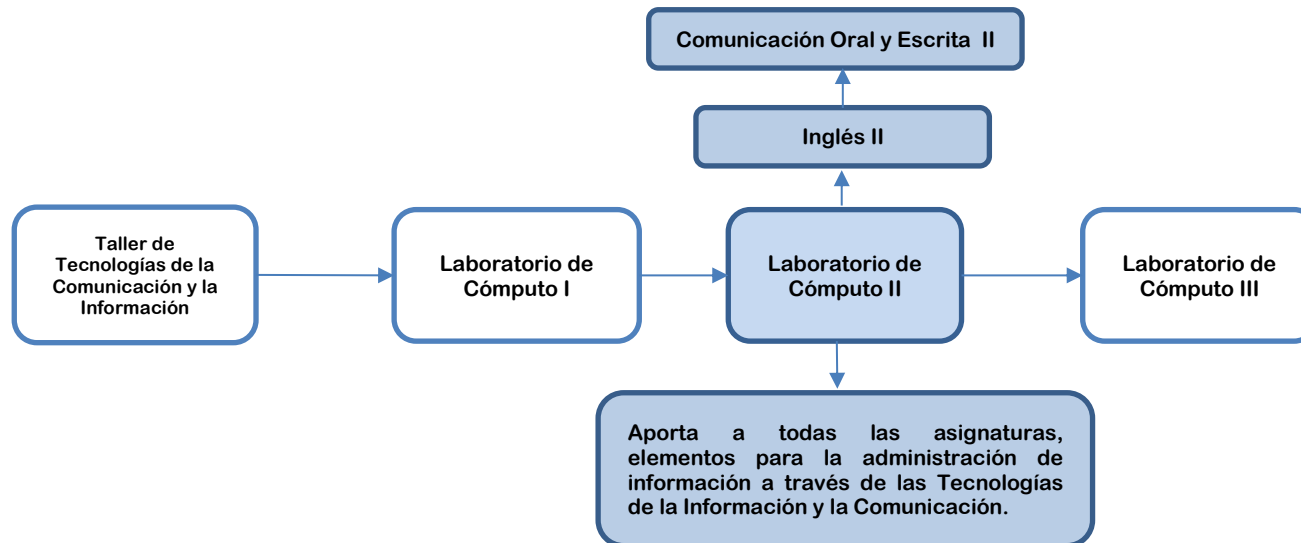 Comunicación Oral y Escrita II
Inglés II
Taller de
Tecnologías de la
Comunicación y la
Información
Laboratorio de
Cómputo I
Laboratorio de
Cómputo II
Laboratorio de
Cómputo III
Aporta a todas las asignaturas,
elementos para la administración de
información a través de las Tecnologías
de la Información y la Comunicación.